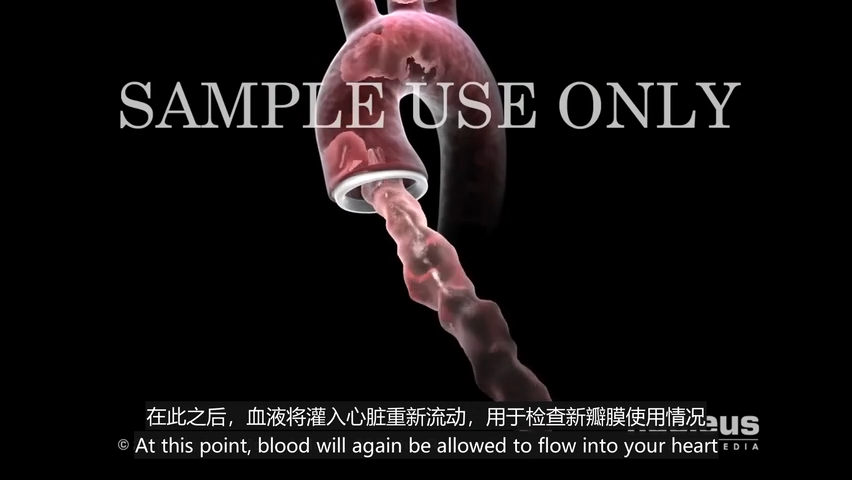 SAMPLE USE ONLY
在此之后，血液将灌入心脏重新流动，用于检查新瓣膜使用情况
© At this point, blood will again be allowed to flow into your heart
EDIA